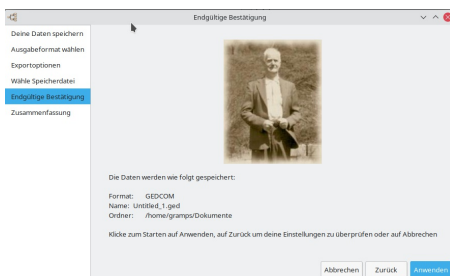 Endgültige Bestätigung
Deine Daten speichern
Ausgabeformat wählen
Exportoptionen
Wähle Speicherdatei
Endgültige Bestätigung
Zusammenfassung
Die Daten werden wie folgt gespeichert:
Format: GEDCOM
Name: Untitled_1.ged
Ordner: /home/gramps/Dokumente
Klicke zum Starten auf Anwenden, auf Zurück um deine Einstellungen zu überprüfen oder auf Abbrechen
Abbrechen Zurück Anwenden